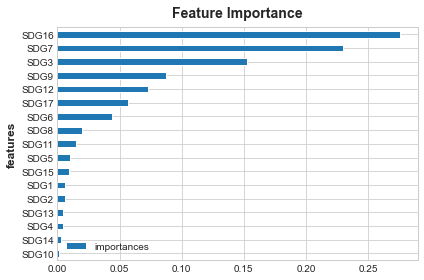 Feature Importance
features
SDG16
SDG7
SDG3
SDG9
SDG12
SDG17
SDG6
SDG8
SDG11
SDG5
SDG15
SDG1
SDG2
SDG13
SDG4
SDG14
SDG10
importances
0.00 0.05 0.10 0.15 0.20 0.25